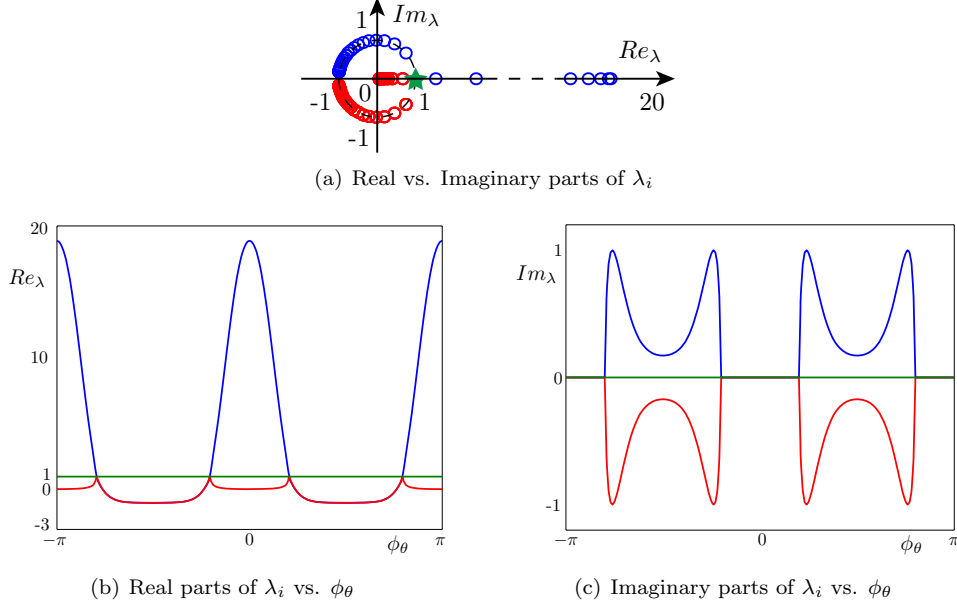 1 Im_λ
Re_λ
-1 0 1 20
-1
(a) Real vs. Imaginary parts of λ_i
20
Re_λ
10
1
0
-3
−π 0 ϕ_θ π
(b) Real parts of λ_i vs. ϕ_θ
1
Im_λ
0
-1
−π 0 ϕ_θ π
(c) Imaginary parts of λ_i vs. ϕ_θ